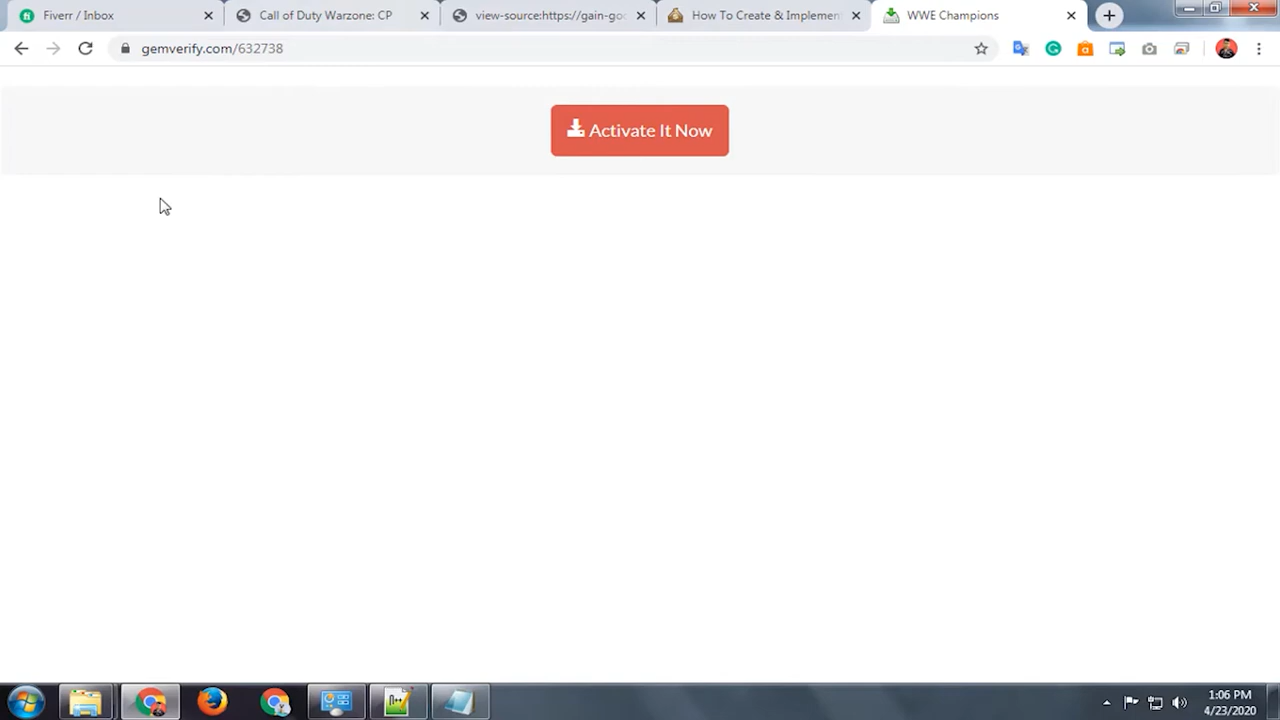 Fiverr / Inbox
Call of Duty Warzone: CP
view-source:https://gain-goo
How To Create & Implemen
WWE Champions
gemverify.com/632738
Activate It Now
1:06 PM
4/23/2020